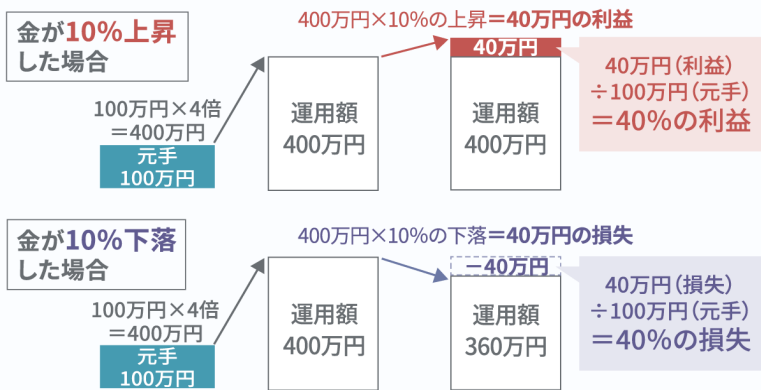 金が10%上昇
した場合
400万円×10%の上昇＝40万円の利益
100万円×4倍
＝400万円
元手
100万円
運用額
400万円
40万円
運用額
400万円
40万円(利益)
÷100万円(元手)
＝40%の利益
金が10%下落
した場合
400万円×10%の下落＝40万円の損失
100万円×4倍
＝400万円
元手
100万円
運用額
400万円
－40万円
運用額
360万円
40万円(損失)
÷100万円(元手)
＝40%の損失